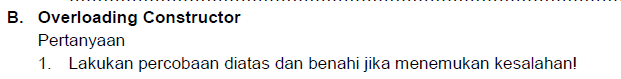 B. Overloading Constructor
Pertanyaan
1. Lakukan percobaan diatas dan benahi jika menemukan kesalahan!